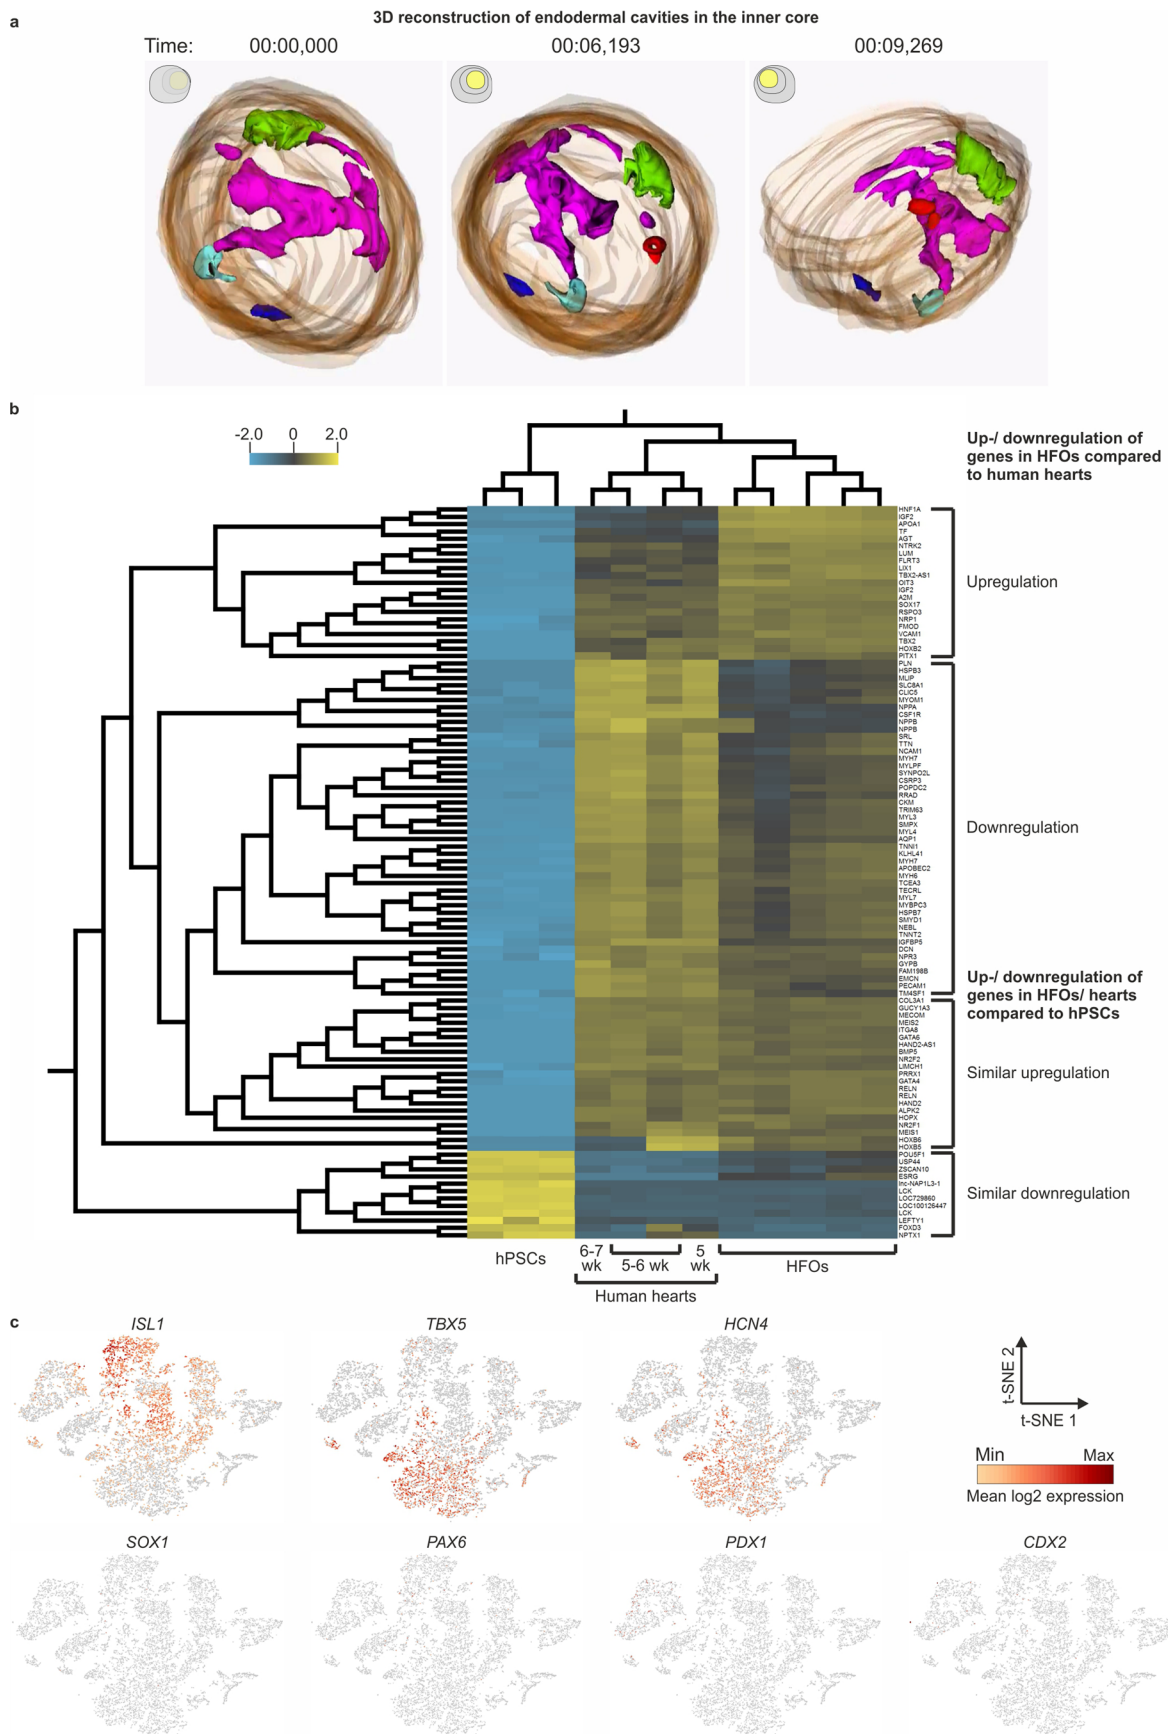 a
3D reconstruction of endodermal cavities in the inner core
Time:
00:00,000
00:06,193
00:09,269
b
-2.0
0
2.0
Up-/ downregulation of
genes in HFOs compared
to human hearts
HNF1A
IGF2
APOA1
TF
AGT
NTRK2
LUM
FLRT3
LIX1
TBX2-AS1
OIT3
IGF2
A2M
SOX17
RSPO3
NRP1
FMOD
VCAM1
TBX2
HOXB2
PITX1
Upregulation
PLN
HSPB3
MLIP
SLC8A1
CLIC5
MYOM1
NPPA
CSF1R
NPPB
NPPB
SRL
TTN
NCAM1
MYH7
MYLPF
SYNPO2L
CSRP3
POPDC2
RRAD
CKM
TRIM63
MYL3
SMPX
MYL4
AQP1
TNNI1
KLHL41
MYH7
APOBEC2
MYH6
TCEA3
TECRL
MYL7
MYBPC3
HSPB7
SMYD1
NEBL
TNNT2
IGFBP5
DCN
NPR3
GYPB
FAM198B
EMCN
PECAM1
TM4SF1
Downregulation
Up-/ downregulation of
genes in HFOs/ hearts
compared to hPSCs
COL3A1
GUCY1A3
MECOM
MEIS2
ITGA8
GATA6
HAND2-AS1
BMP5
NR2F2
LIMCH1
PRRX1
GATA4
RELN
RELN
HAND2
ALPK2
HOPX
NR2F1
MEIS1
HOXB6
HOXB5
Similar upregulation
POU5F1
USP44
ZSCAN10
ESRG
lnc-NAP1L3-1
LCK
LOC729860
LOC100126447
LCK
LEFTY1
FOXD3
NPTX1
Similar downregulation
hPSCs
6-7
wk
5-6 wk
5
wk
HFOs
Human hearts
c
ISL1
TBX5
HCN4
t-SNE 2
t-SNE 1
Min
Max
Mean log2 expression
SOX1
PAX6
PDX1
CDX2